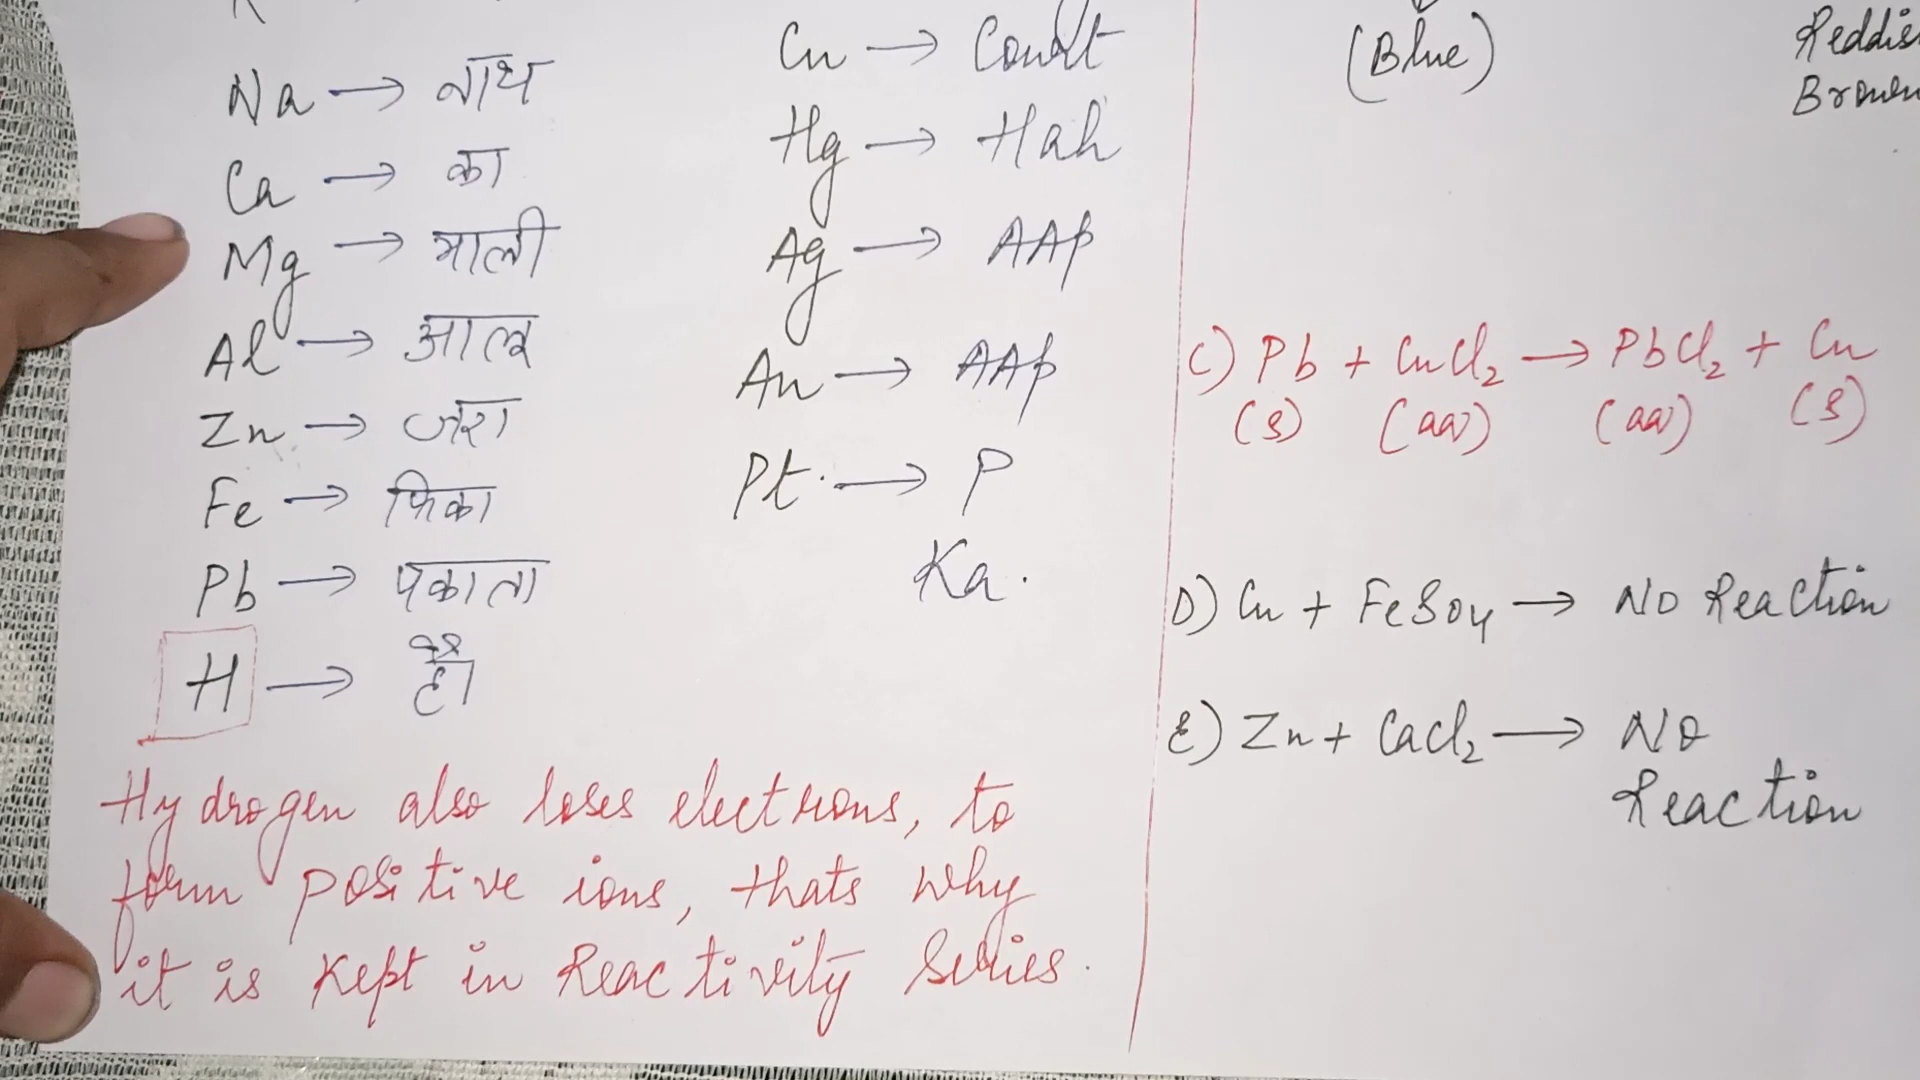 Na → नाथ
Ca → का
Mg → माली
Al → आलू
Zn → जरा
Fe → फिका
Pb → पकाता
H → है।
Hydrogen also loses electrons, to
form positive ions, thats why
it is kept in Reactivity Series.
Cu →
Hg → Hah
Ag → AAp
Au → AAp
Pt. → P
Ka.
(Blue)
Brown
C) Pb + CuCl₂ → PbCl₂ + Cu
(s) (aq) (aq) (s)
D) Cu + FeSO₄ → NO Reaction
E) Zn + CaCl₂ → NO
Reaction